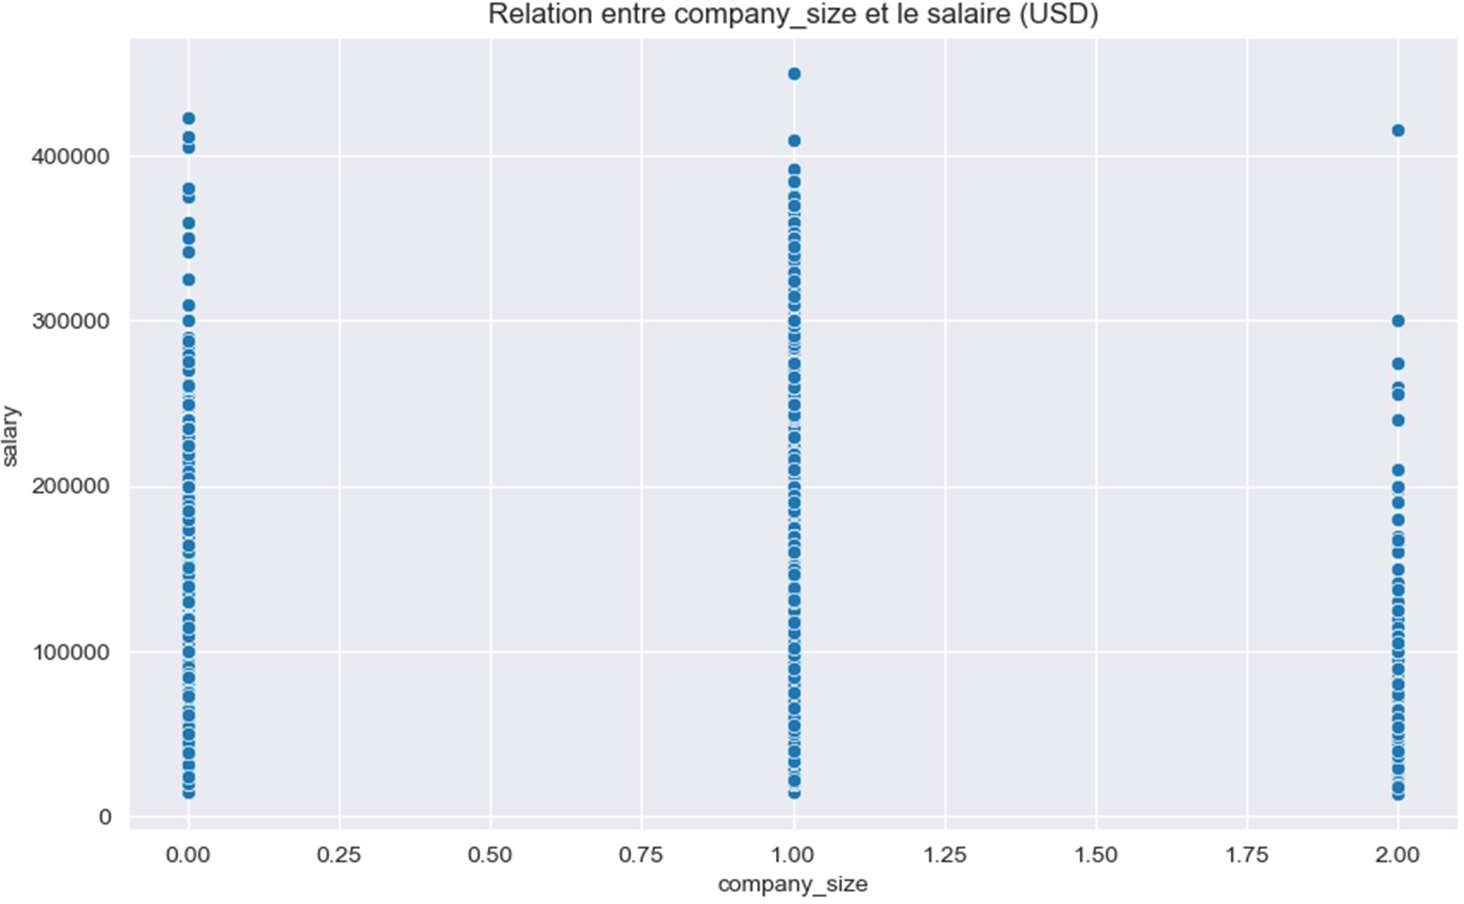 Relation entre company_size et le salaire (USD)
400000
300000
200000
100000
0
salary
0.00 0.25 0.50 0.75 1.00 1.25 1.50 1.75 2.00
company_size